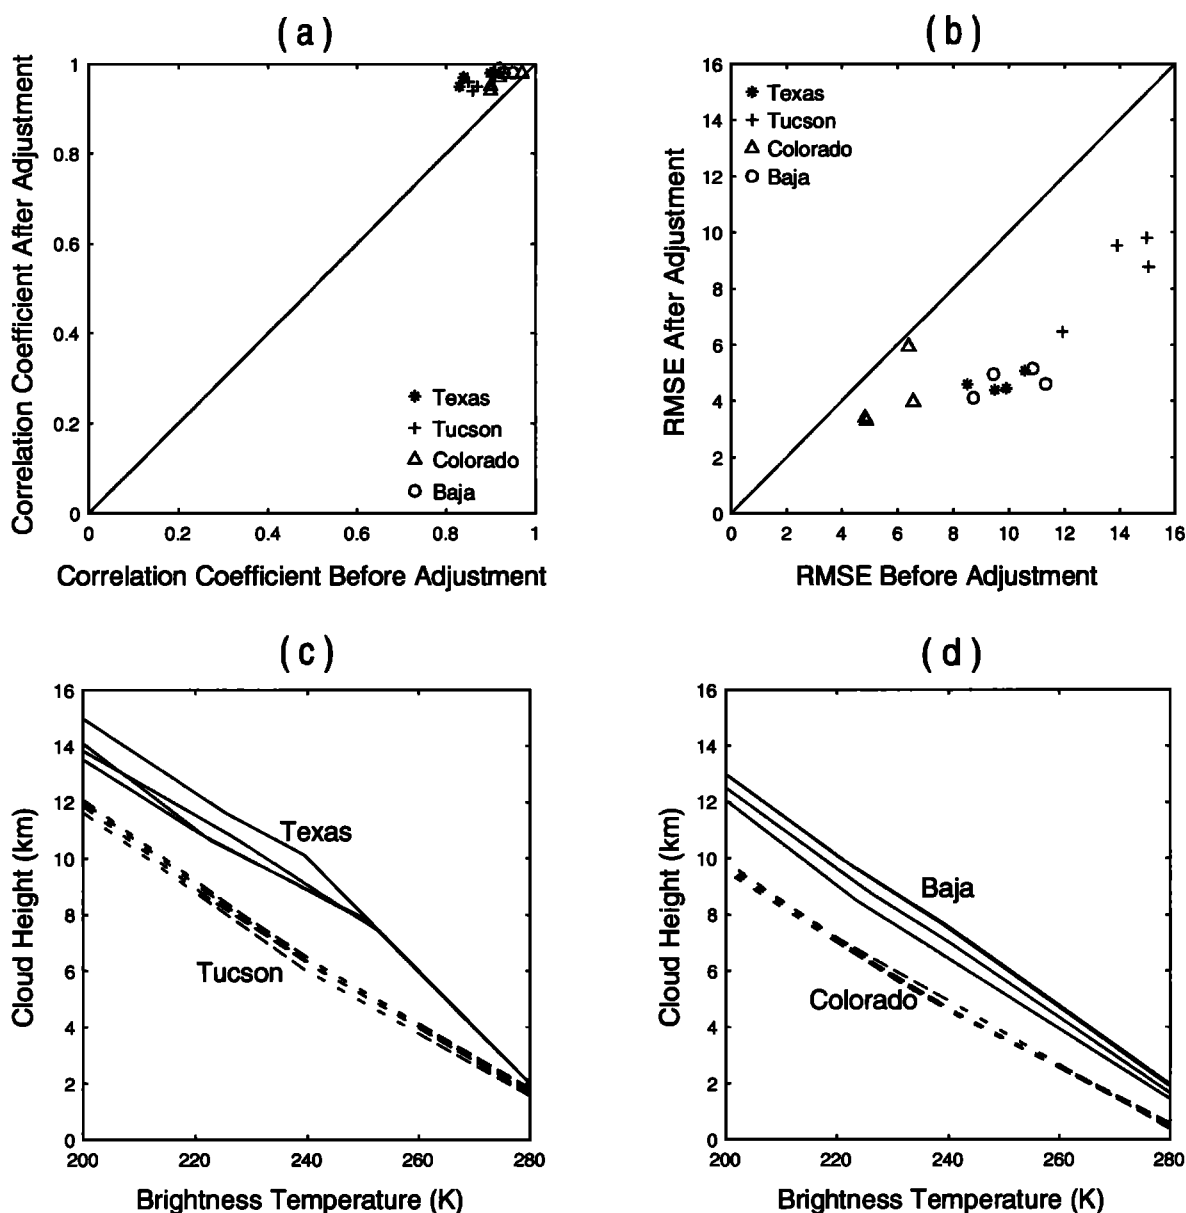 (a)
Correlation Coefficient After Adjustment
1
0.8
0.6
0.4
0.2
0
0 0.2 0.4 0.6 0.8 1
Texas
Tucson
Colorado
Baja
Correlation Coefficient Before Adjustment
(b)
RMSE After Adjustment
16
14
12
10
8
6
4
2
0
0 2 4 6 8 10 12 14 16
Texas
Tucson
Colorado
Baja
RMSE Before Adjustment
(c)
Cloud Height (km)
16
14
12
10
8
6
4
2
0
200 220 240 260 280
Texas
Tucson
Brightness Temperature (K)
(d)
Cloud Height (km)
16
14
12
10
8
6
4
2
0
200 220 240 260 280
Baja
Colorado
Brightness Temperature (K)